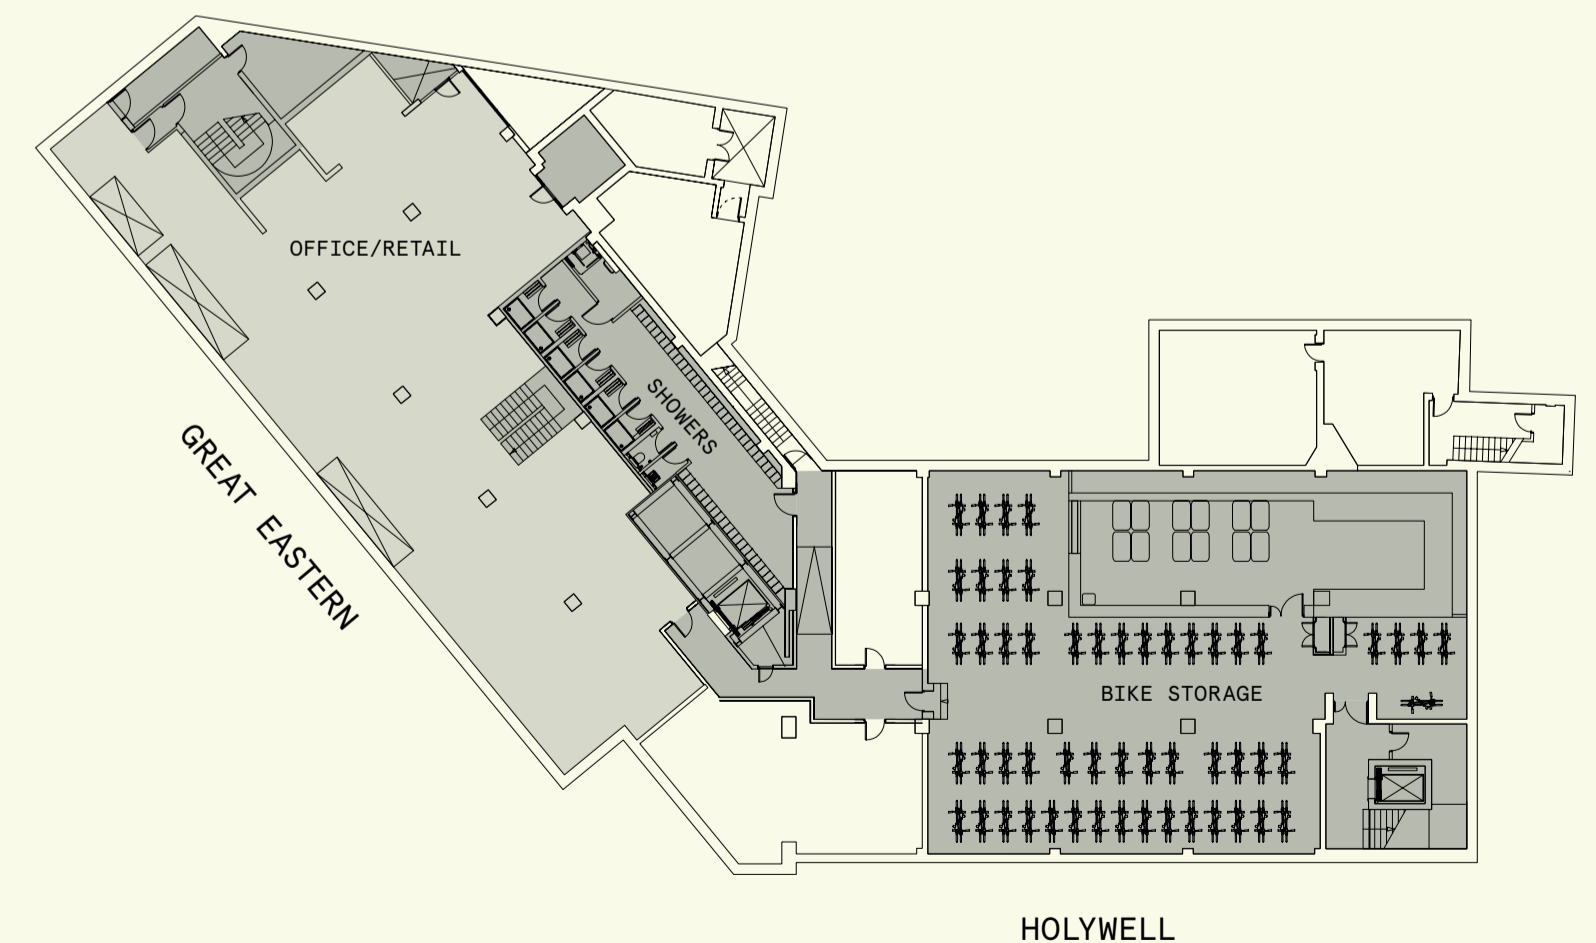 OFFICE/RETAIL
SHOWERS
GREAT EASTERN
BIKE STORAGE
HOLYWELL